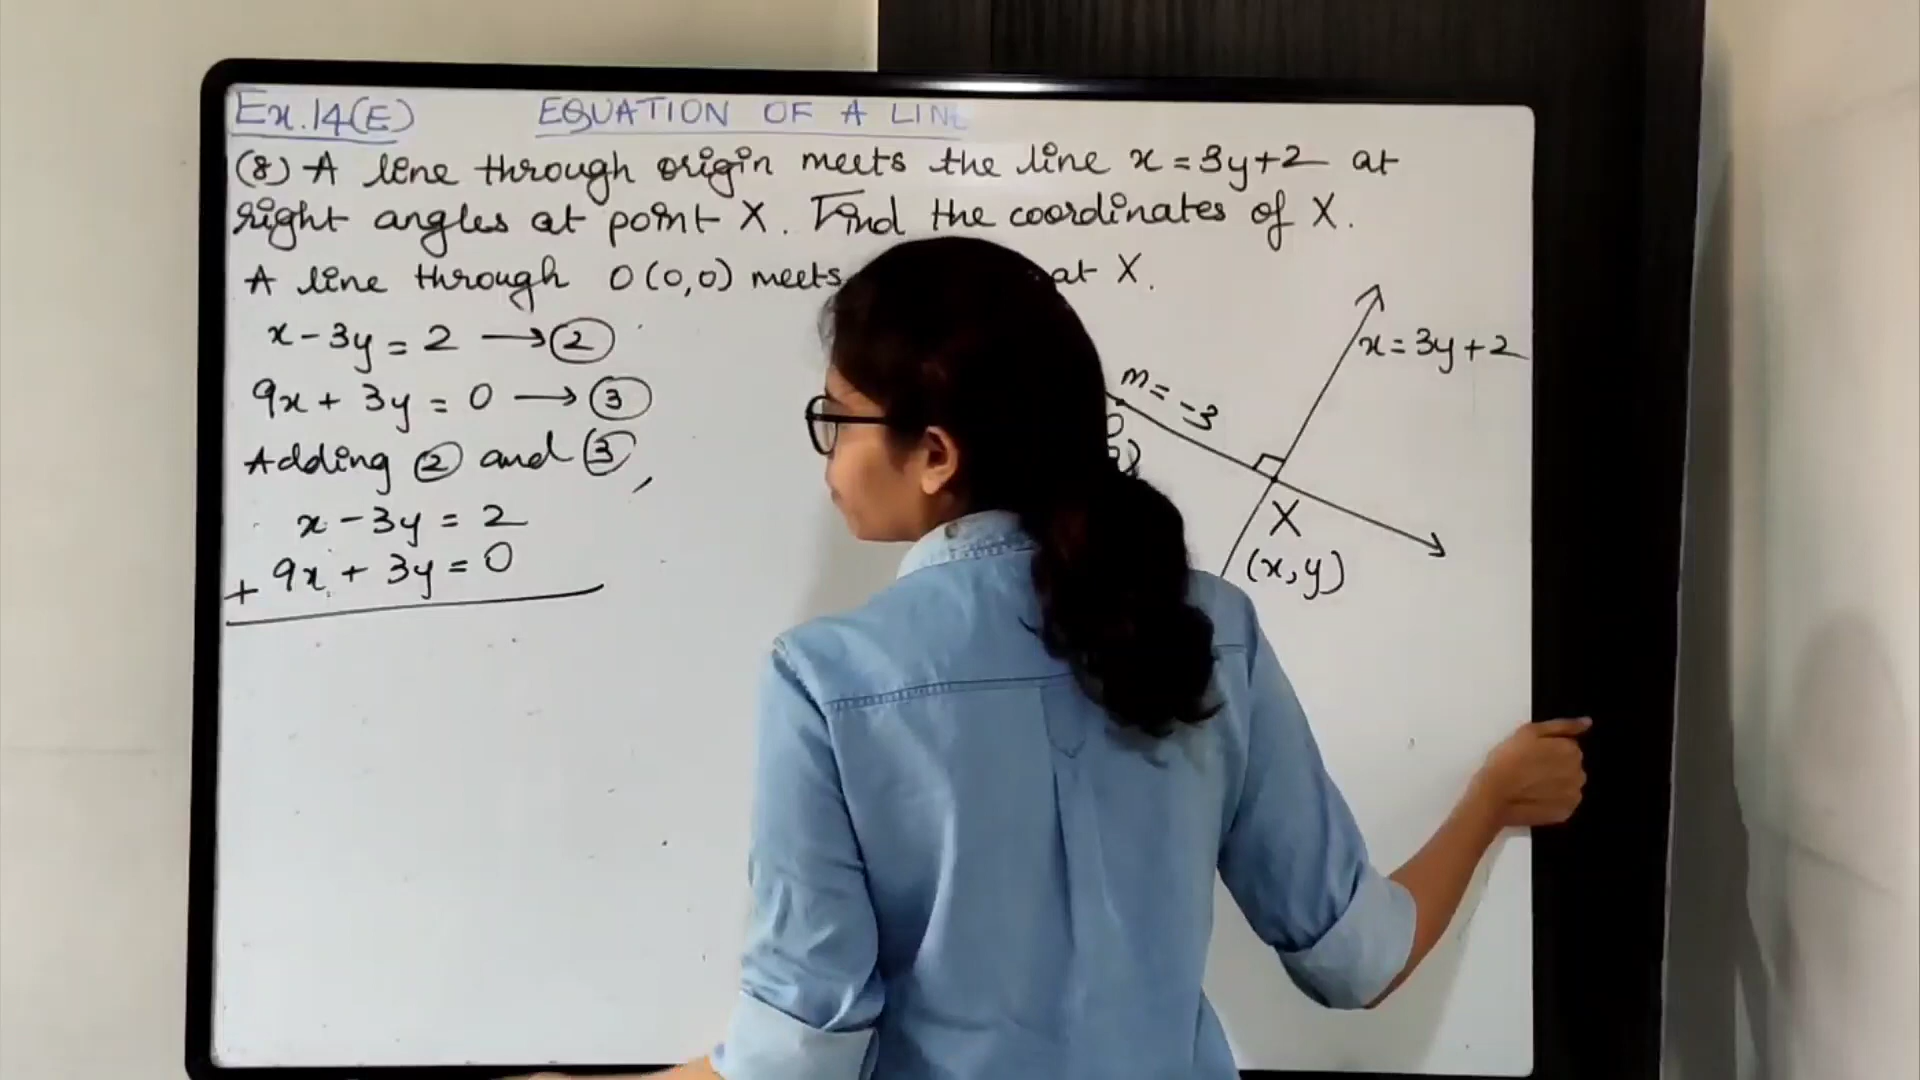 Ex.14(E) EQUATION OF A LINE
(8) A line through origin meets the line x = 3y+2 at
right angles at point X. Find the coordinates of X.
A line through O(0,0) meets at X.
x - 3y = 2 → 2
9x + 3y = 0 → 3
Adding 2 and 3,
x - 3y = 2
+ 9x + 3y = 0
x = 3y + 2
m = -3
X
(x,y)